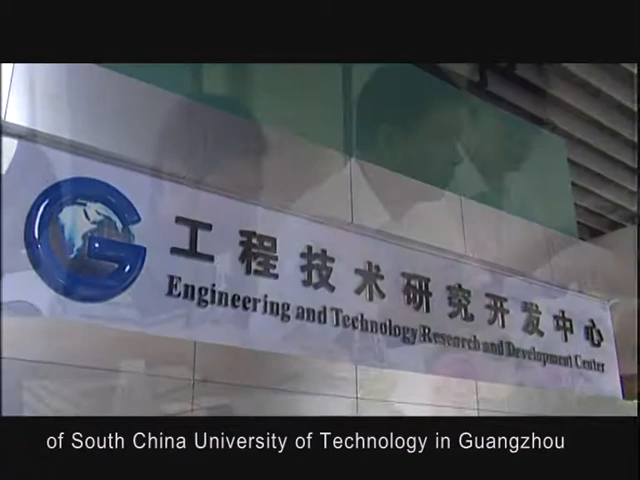 工程技术研究开发中心
Engineering and Technology Research and Development Center
of South China University of Technology in Guangzhou